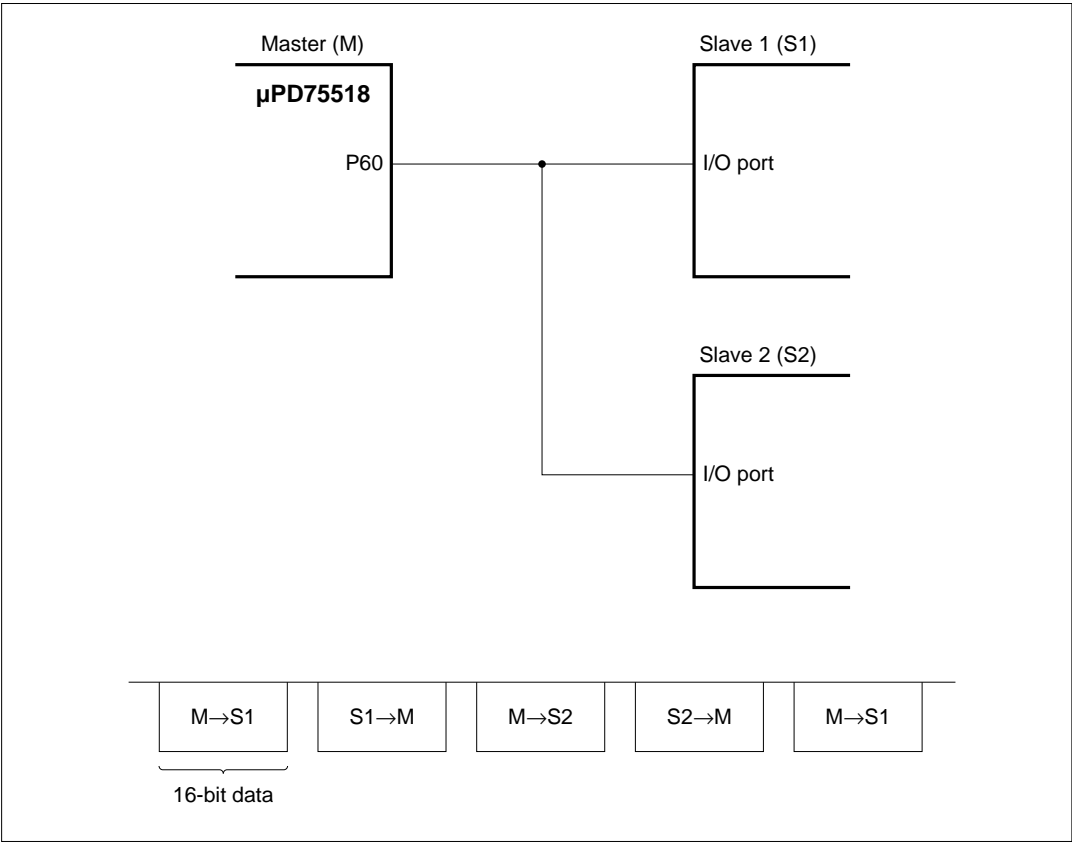 Master (M)
Slave 1 (S1)
µPD75518
P60
I/O port
Slave 2 (S2)
I/O port
M→S1
S1→M
M→S2
S2→M
M→S1
16-bit data